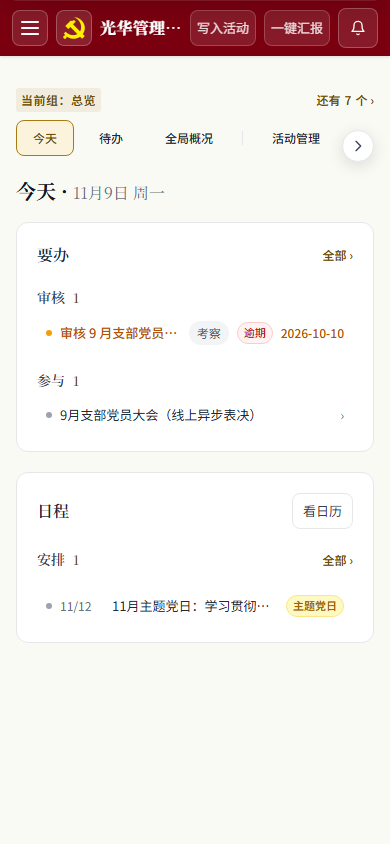 光华管理… 写入活动 一键汇报
当前组：总览 还有 7 个 ›
今天 待办 全局概况 活动管理
今天 · 11月9日 周一
要办 全部 ›
审核 1
审核 9 月支部党员… 考察 逾期 2026-10-10
参与 1
9月支部党员大会（线上异步表决） ›
日程 看日历
安排 1 全部 ›
11/12 11月主题党日：学习贯彻… 主题党日